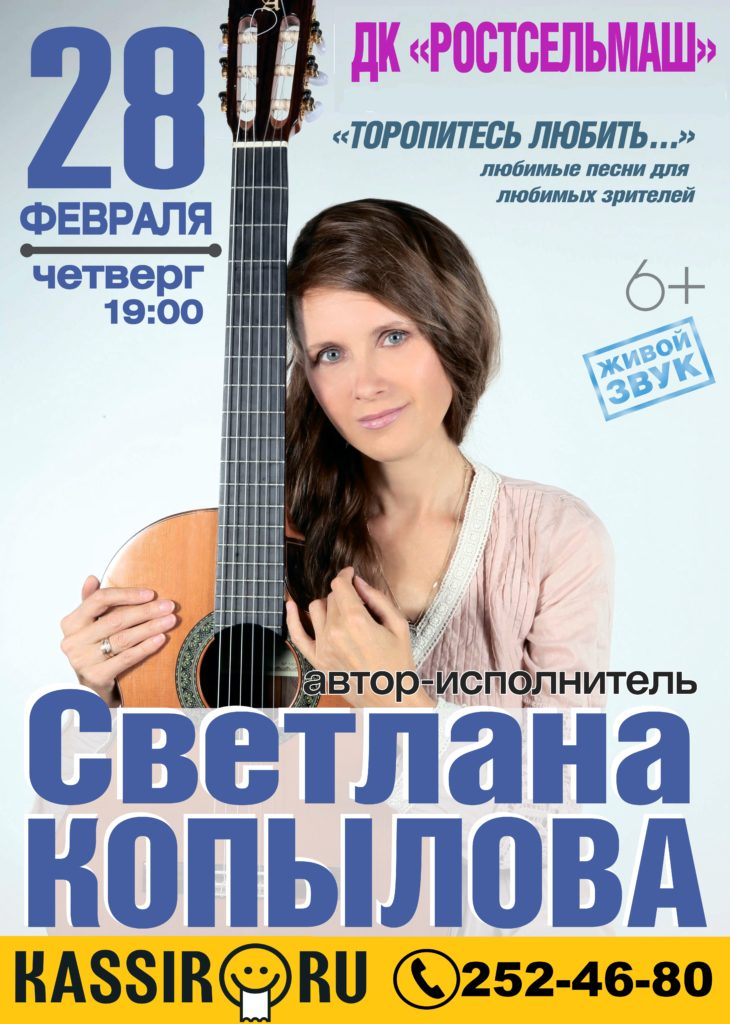 28
ФЕВРАЛЯ
четверг
19:00
ДК «РОСТСЕЛЬМАШ»
«ТОРОПИТЕСЬ ЛЮБИТЬ...»
любимые песни для
любимых зрителей
6+
ЖИВОЙ
ЗВУК
автор-исполнитель
Светлана
КОПЫЛОВА
KASSIR RU
252-46-80